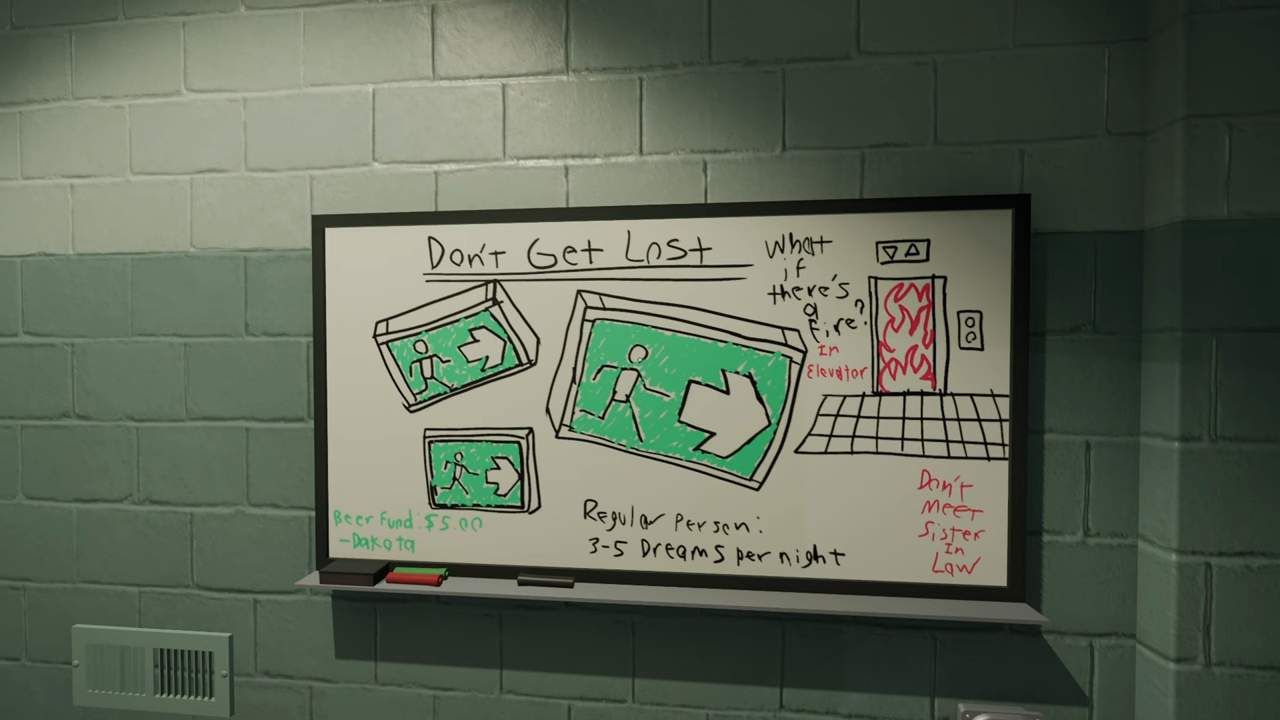 Don't Get Lost
What
if
there's
a
Fire?
In
Elevator
Beer Fund: $5.00
-Dakota
Regular Person:
3-5 Dreams per night
Don't
Meet
Sister
In
Law